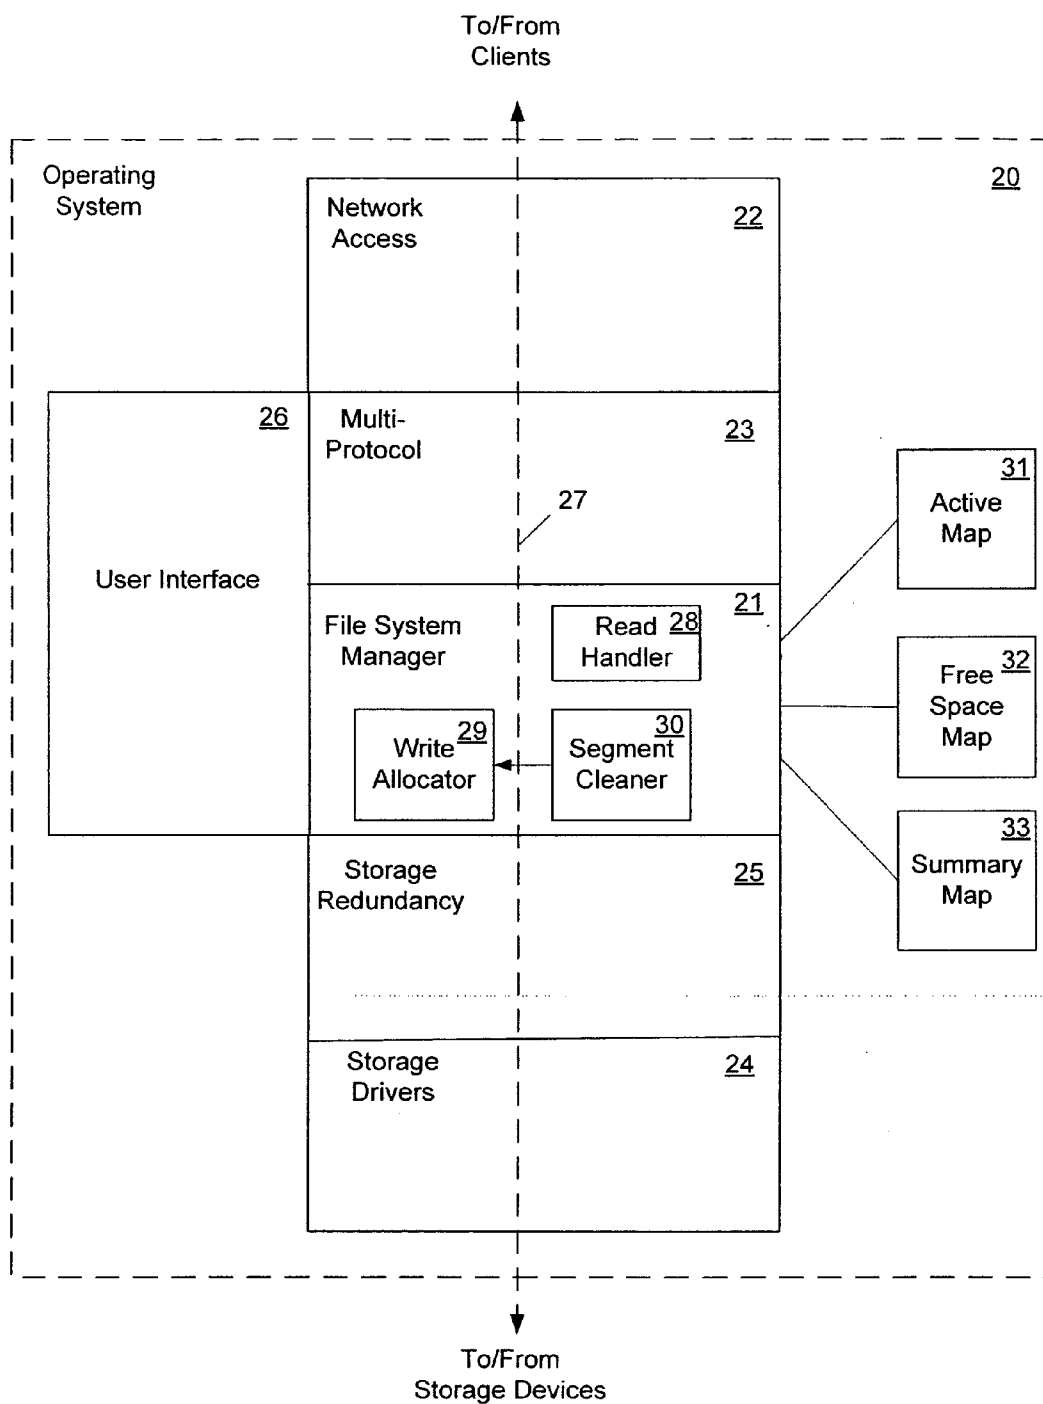 To/From
Clients
Operating
System
20
Network
Access
22
26
Multi-
Protocol
23
27
User Interface
31
Active
Map
21
File System
Manager
Read
Handler
28
32
Free
Space
Map
Write
Allocator
29
Segment
Cleaner
30
33
Summary
Map
Storage
Redundancy
25
Storage
Drivers
24
To/From
Storage Devices